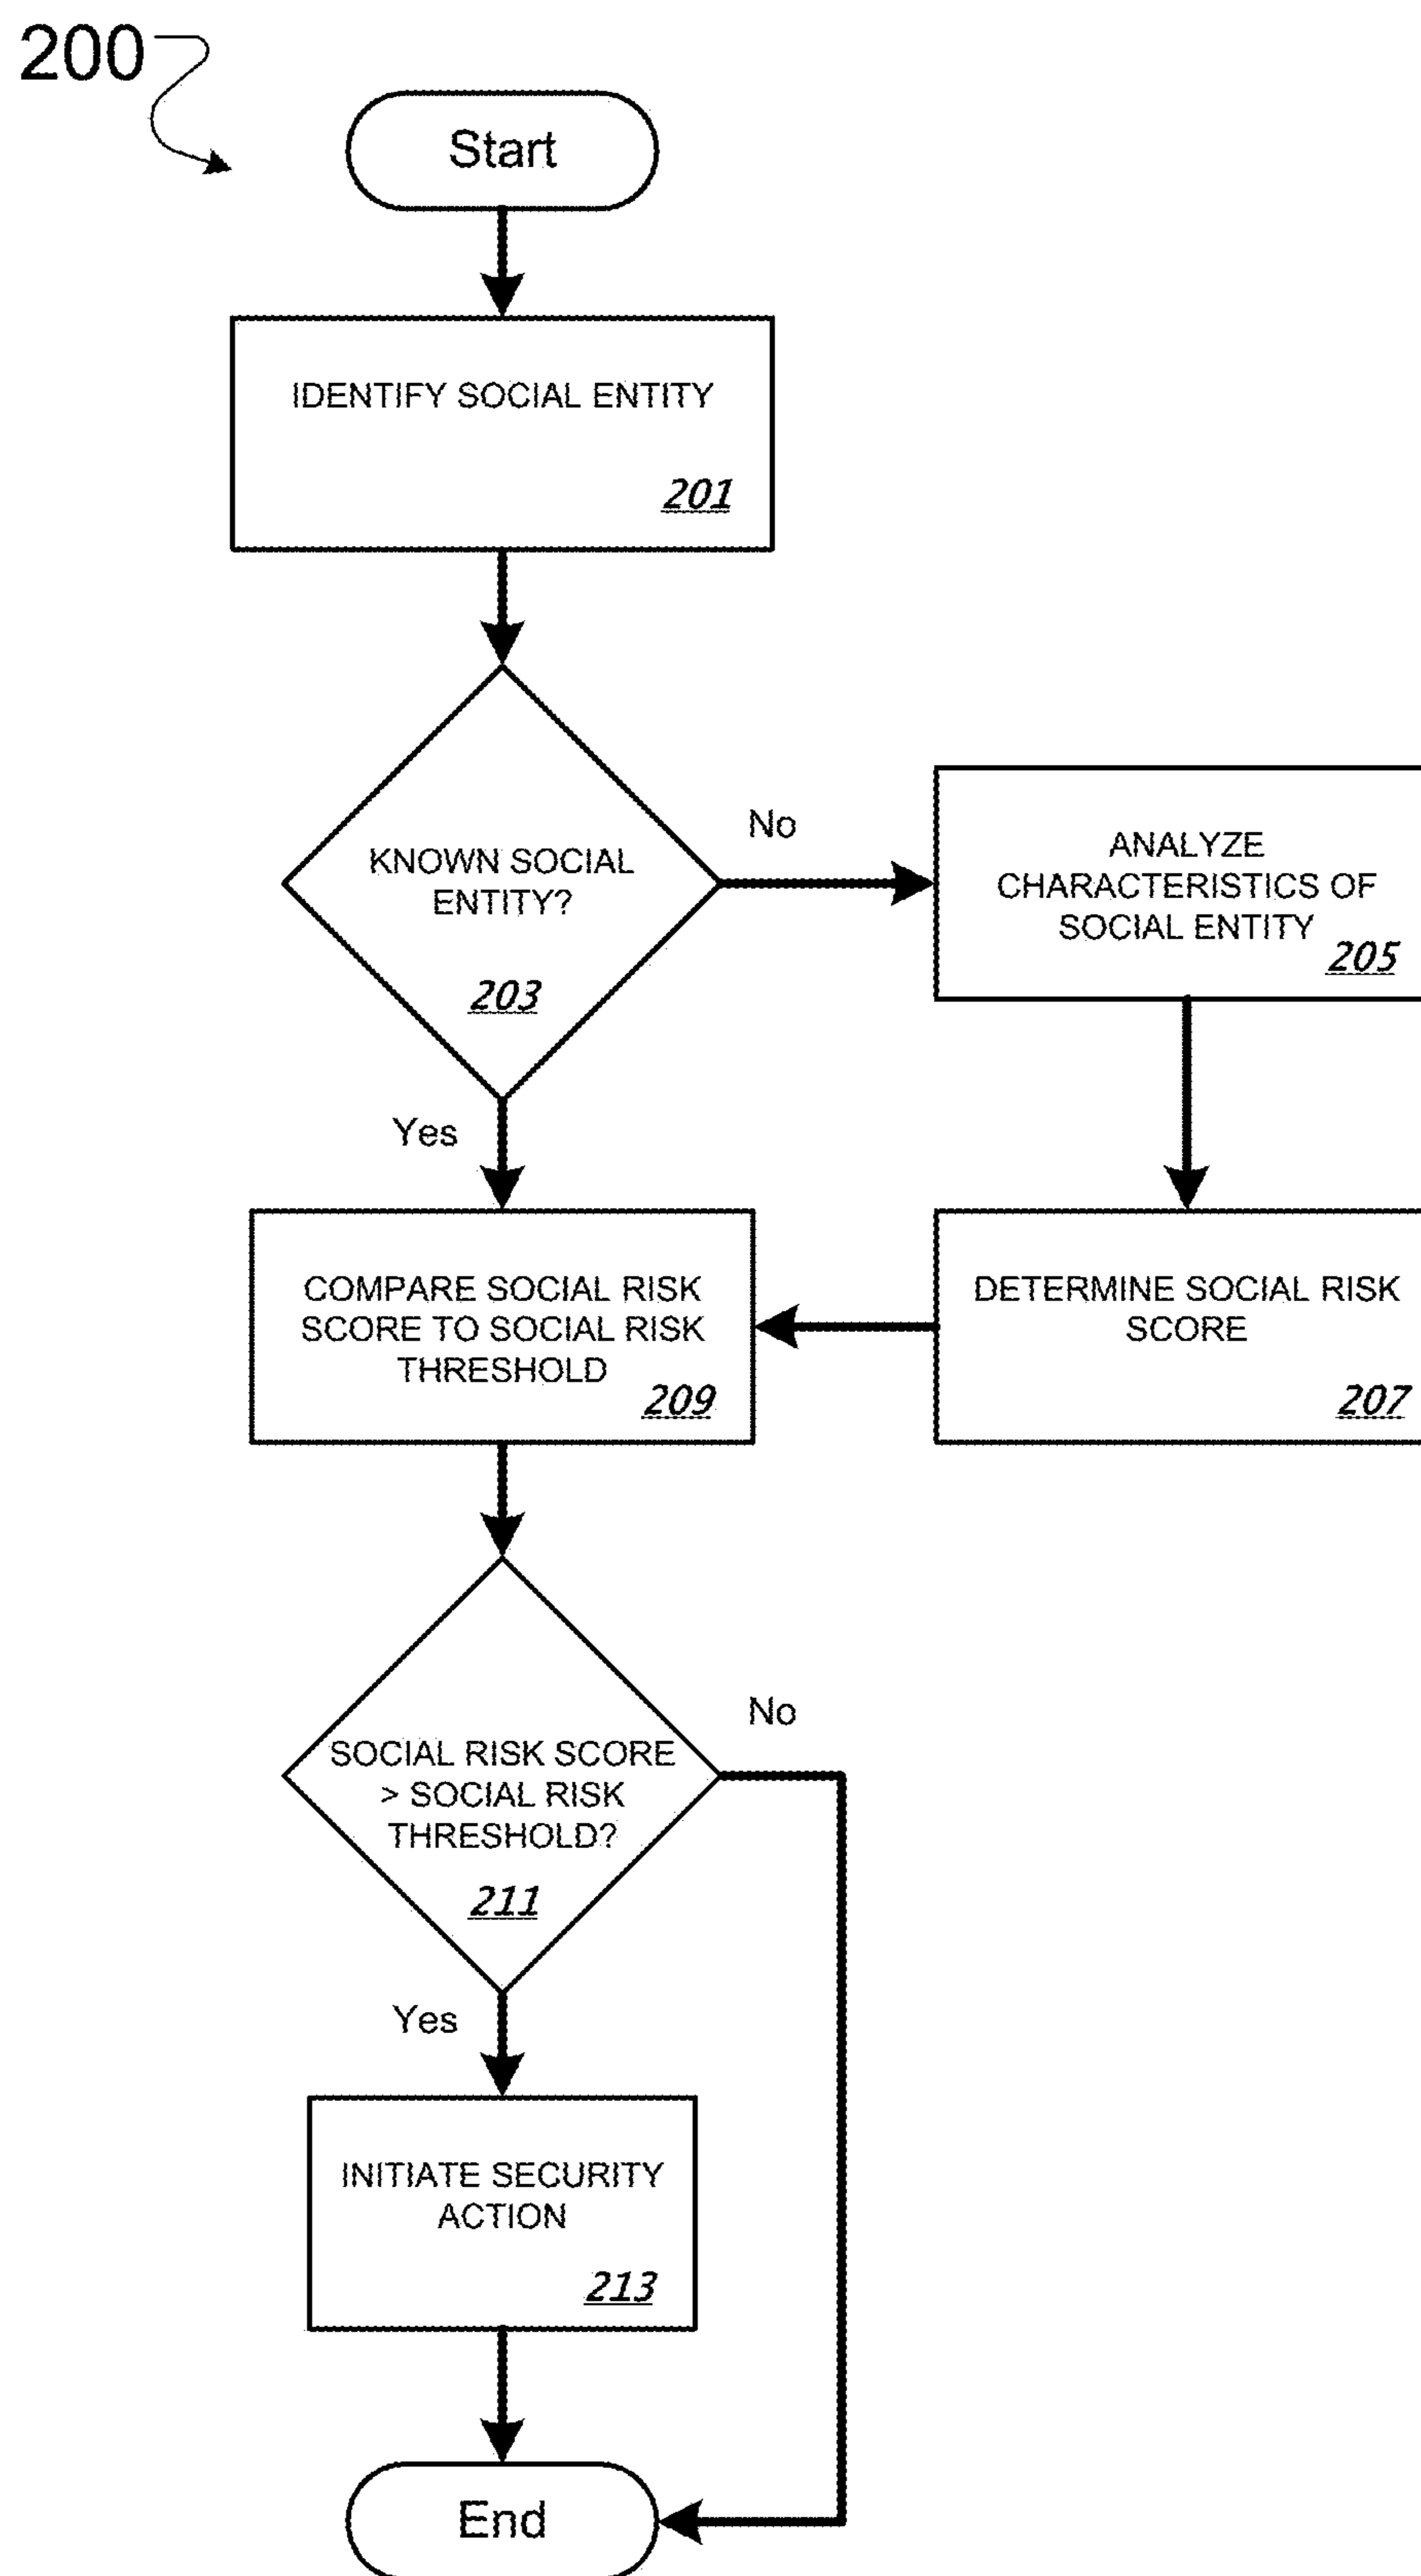 200
Start
IDENTIFY SOCIAL ENTITY
201
KNOWN SOCIAL
ENTITY?
203
No
ANALYZE
CHARACTERISTICS OF
SOCIAL ENTITY
205
Yes
COMPARE SOCIAL RISK
SCORE TO SOCIAL RISK
THRESHOLD
209
DETERMINE SOCIAL RISK
SCORE
207
SOCIAL RISK SCORE
> SOCIAL RISK
THRESHOLD?
211
No
Yes
INITIATE SECURITY
ACTION
213
End